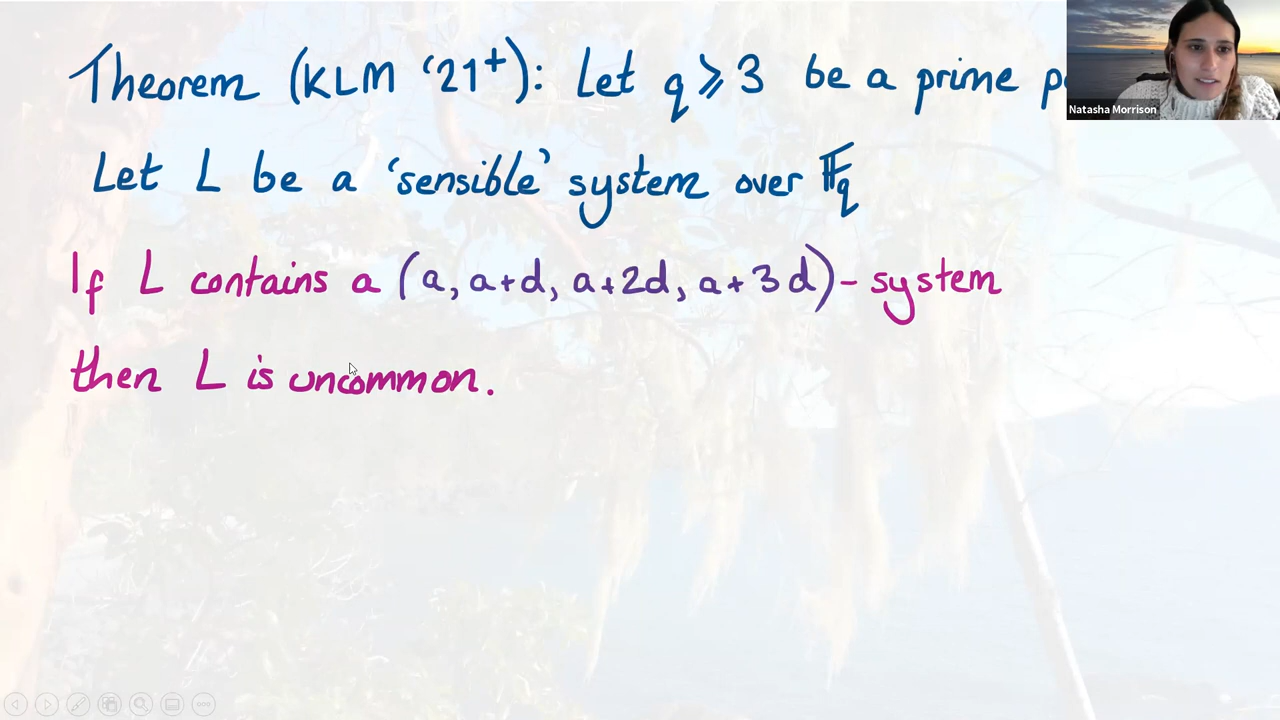 Theorem (KLM '21⁺): Let q ⩾ 3 be a prime
Natasha Morrison
Let L be a 'sensible' system over 𝔽q
If L contains a (a, a+d, a+2d, a+3d)-system
then L is uncommon.